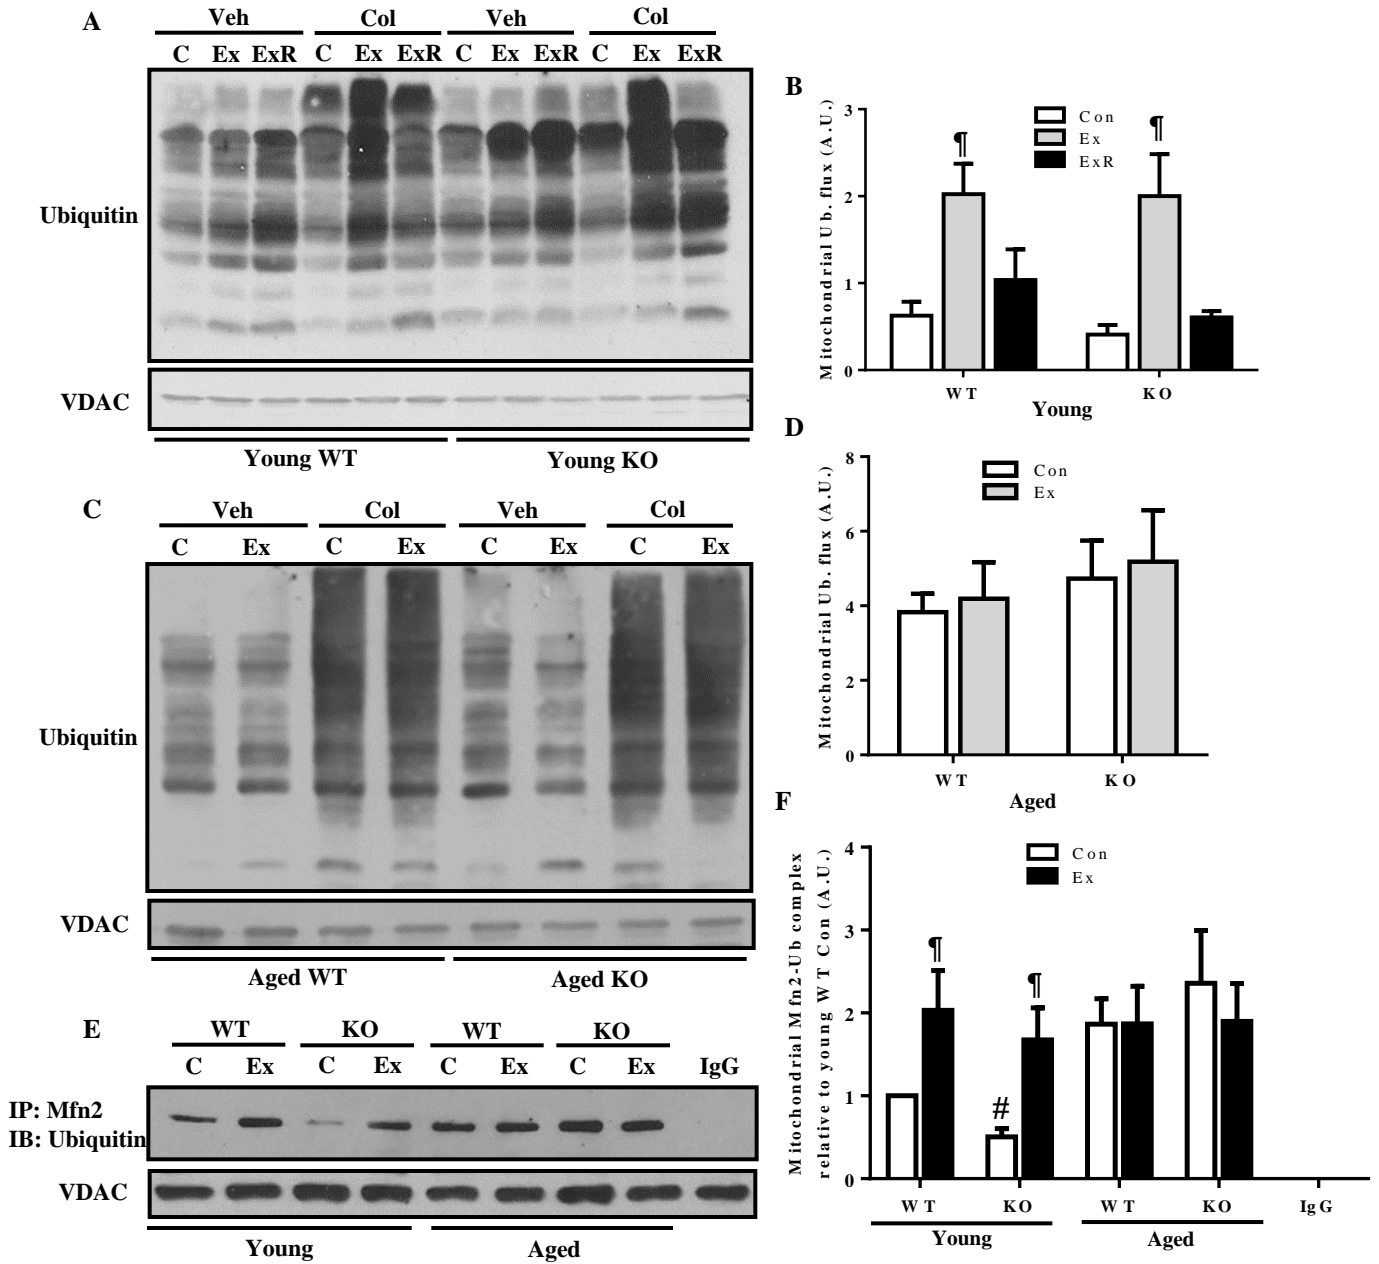 A
Veh Col Veh Col
C Ex ExR C Ex ExR C Ex ExR C Ex ExR
Ubiquitin
VDAC
Young WT Young KO
B
Mitochondrial Ub. flux (A.U.)
3
2
1
0
Con
Ex
ExR
¶ ¶
WT KO
Young
C
Veh Col Veh Col
C Ex C Ex C Ex C Ex
Ubiquitin
VDAC
Aged WT Aged KO
D
Mitochondrial Ub. flux (A.U.)
8
6
4
2
0
Con
Ex
WT KO
Aged
E
WT KO WT KO
C Ex C Ex C Ex C Ex IgG
IP: Mfn2
IB: Ubiquitin
VDAC
Young Aged
F
Mitochondrial Mfn2-Ub complex
relative to young WT Con (A.U.)
4
3
2
1
0
Con
Ex
¶ # ¶
WT KO WT KO IgG
Young Aged